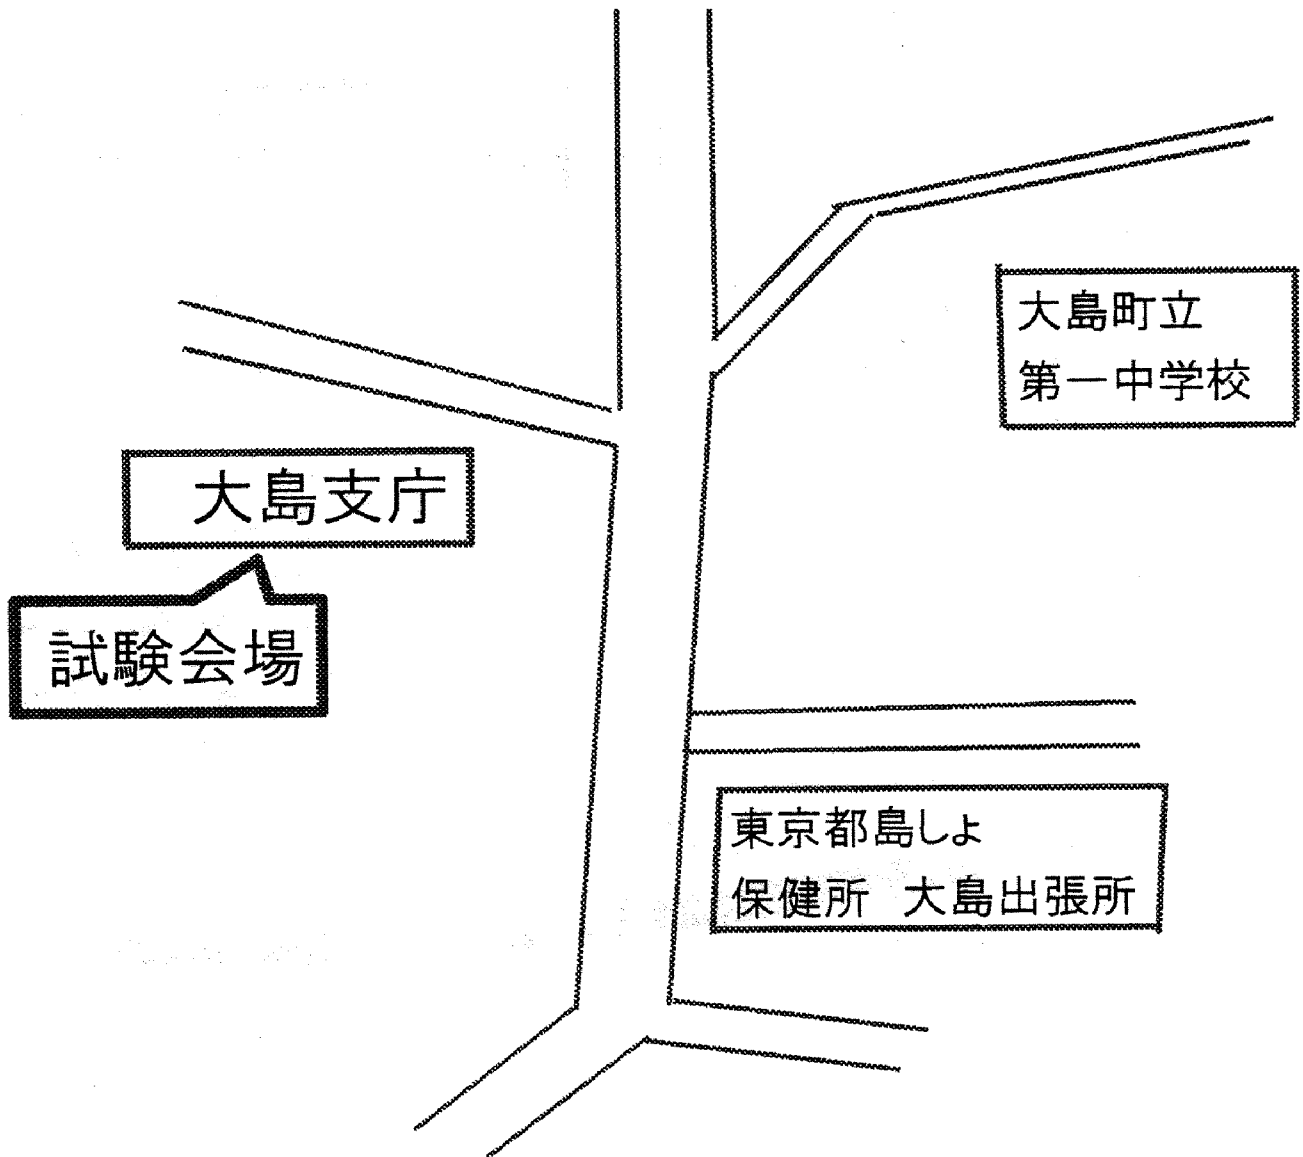 大島町立
第一中学校
大島支庁
試験会場
東京都島しょ
保健所 大島出張所